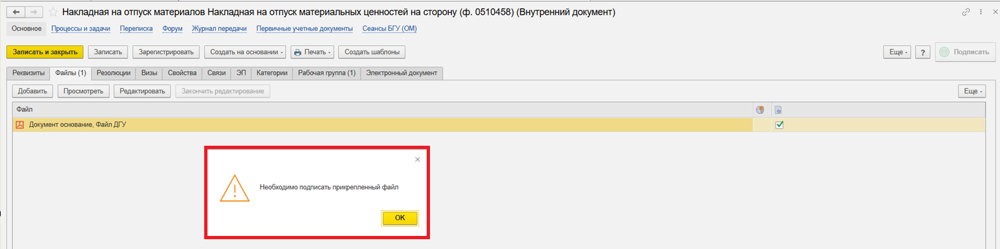 Накладная на отпуск материалов Накладная на отпуск материальных ценностей на сторону (ф. 0510458) (Внутренний документ)
Основное Процессы и задачи Переписка Форум Журнал передачи Первичные учетные документы Сеансы БГУ (ОМ)
Записать и закрыть Записать Зарегистрировать Создать на основании Печать Создать шаблоны Еще ? Подписать
Реквизиты Файлы (1) Резолюции Визы Свойства Связи ЭП Категории Рабочая группа (1) Электронный документ
Добавить Просмотреть Редактировать Закончить редактирование Еще
Файл
Документ основание, Файл ДГУ
Необходимо подписать прикрепленный файл
ОК